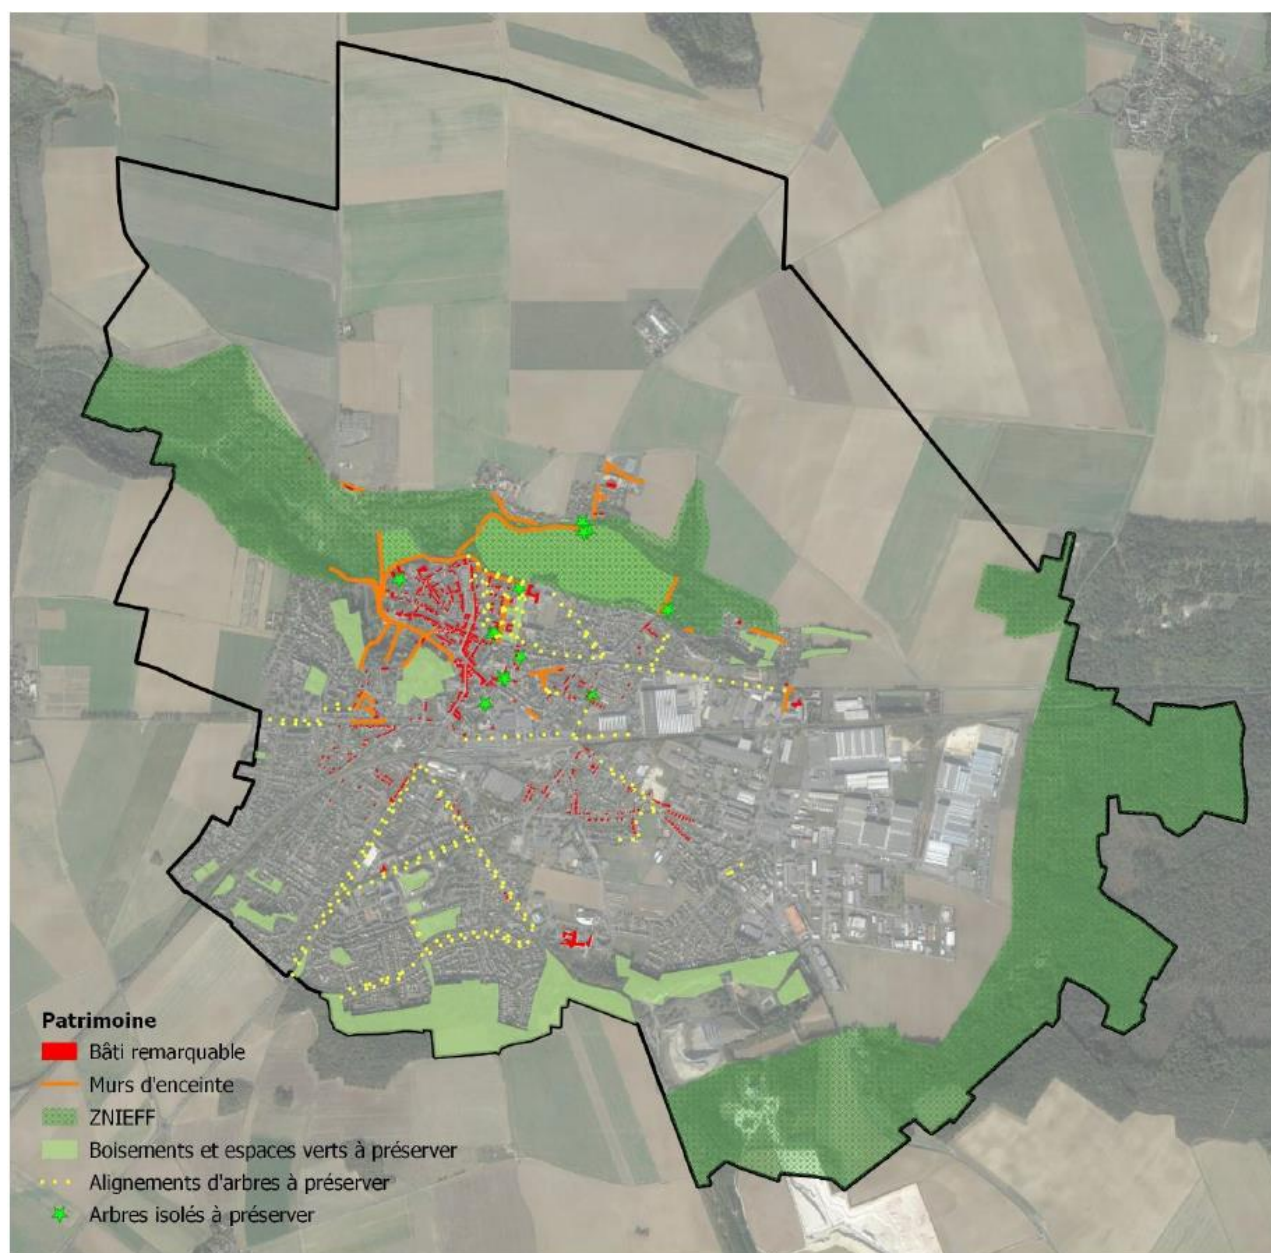 Patrimoine
Bâti remarquable
Murs d'enceinte
ZNIEFF
Boisements et espaces verts à préserver
Alignements d'arbres à préserver
Arbres isolés à préserver